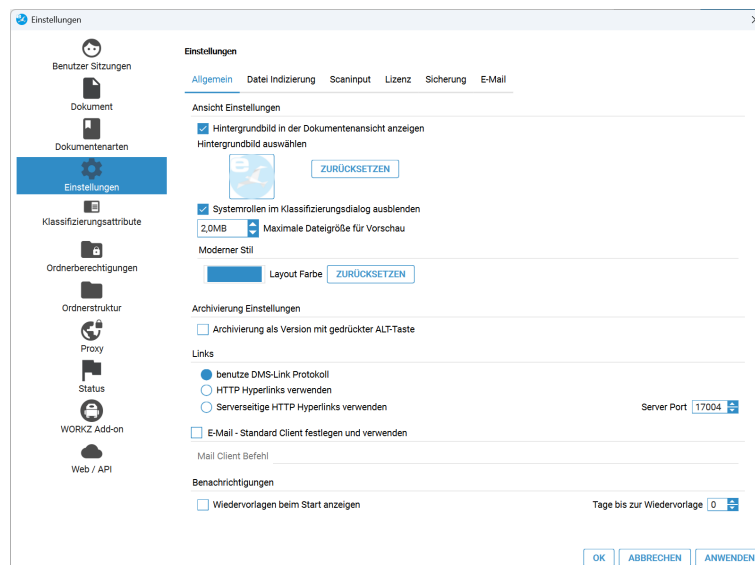 Einstellungen
Benutzer Sitzungen
Dokument
Dokumentenarten
Einstellungen
Klassifizierungsattribute
Ordnerberechtigungen
Ordnerstruktur
Proxy
Status
WORKZ Add-on
Web / API
Einstellungen
Allgemein Datei Indizierung Scaninput Lizenz Sicherung E-Mail
Ansicht Einstellungen
Hintergrundbild in der Dokumentenansicht anzeigen
Hintergrundbild auswählen
ZURÜCKSETZEN
Systemrollen im Klassifizierungsdialog ausblenden
2,0MB Maximale Dateigröße für Vorschau
Moderner Stil
Layout Farbe ZURÜCKSETZEN
Archivierung Einstellungen
Archivierung als Version mit gedrückter ALT-Taste
Links
benutze DMS-Link Protokoll
HTTP Hyperlinks verwenden
Serverseitige HTTP Hyperlinks verwenden Server Port 17004
E-Mail - Standard Client festlegen und verwenden
Mail Client Befehl
Benachrichtigungen
Wiedervorlagen beim Start anzeigen Tage bis zur Wiedervorlage 0
OK ABBRECHEN ANWENDEN